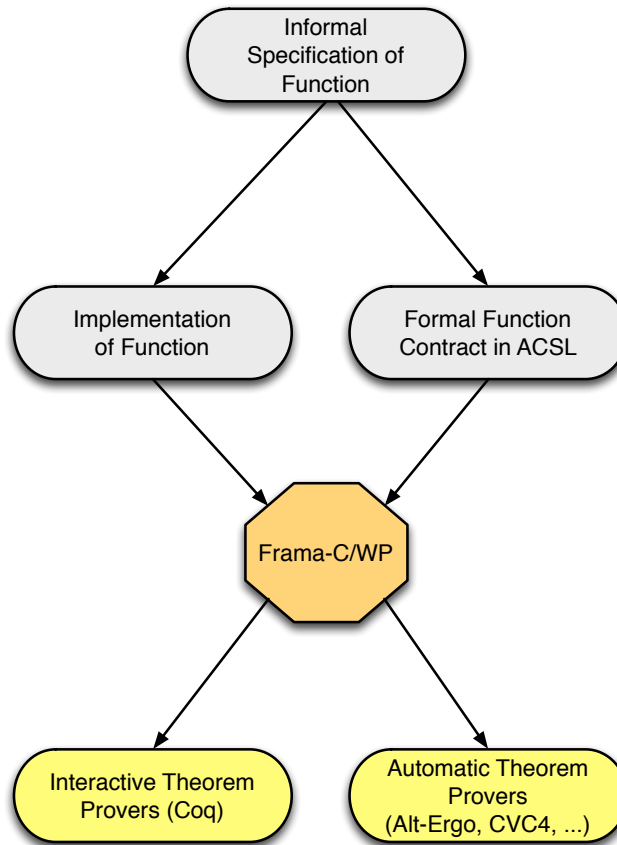 Informal
Specification of
Function
Implementation
of Function
Formal Function
Contract in ACSL
Frama-C/WP
Interactive Theorem
Provers (Coq)
Automatic Theorem
Provers
(Alt-Ergo, CVC4, ...)